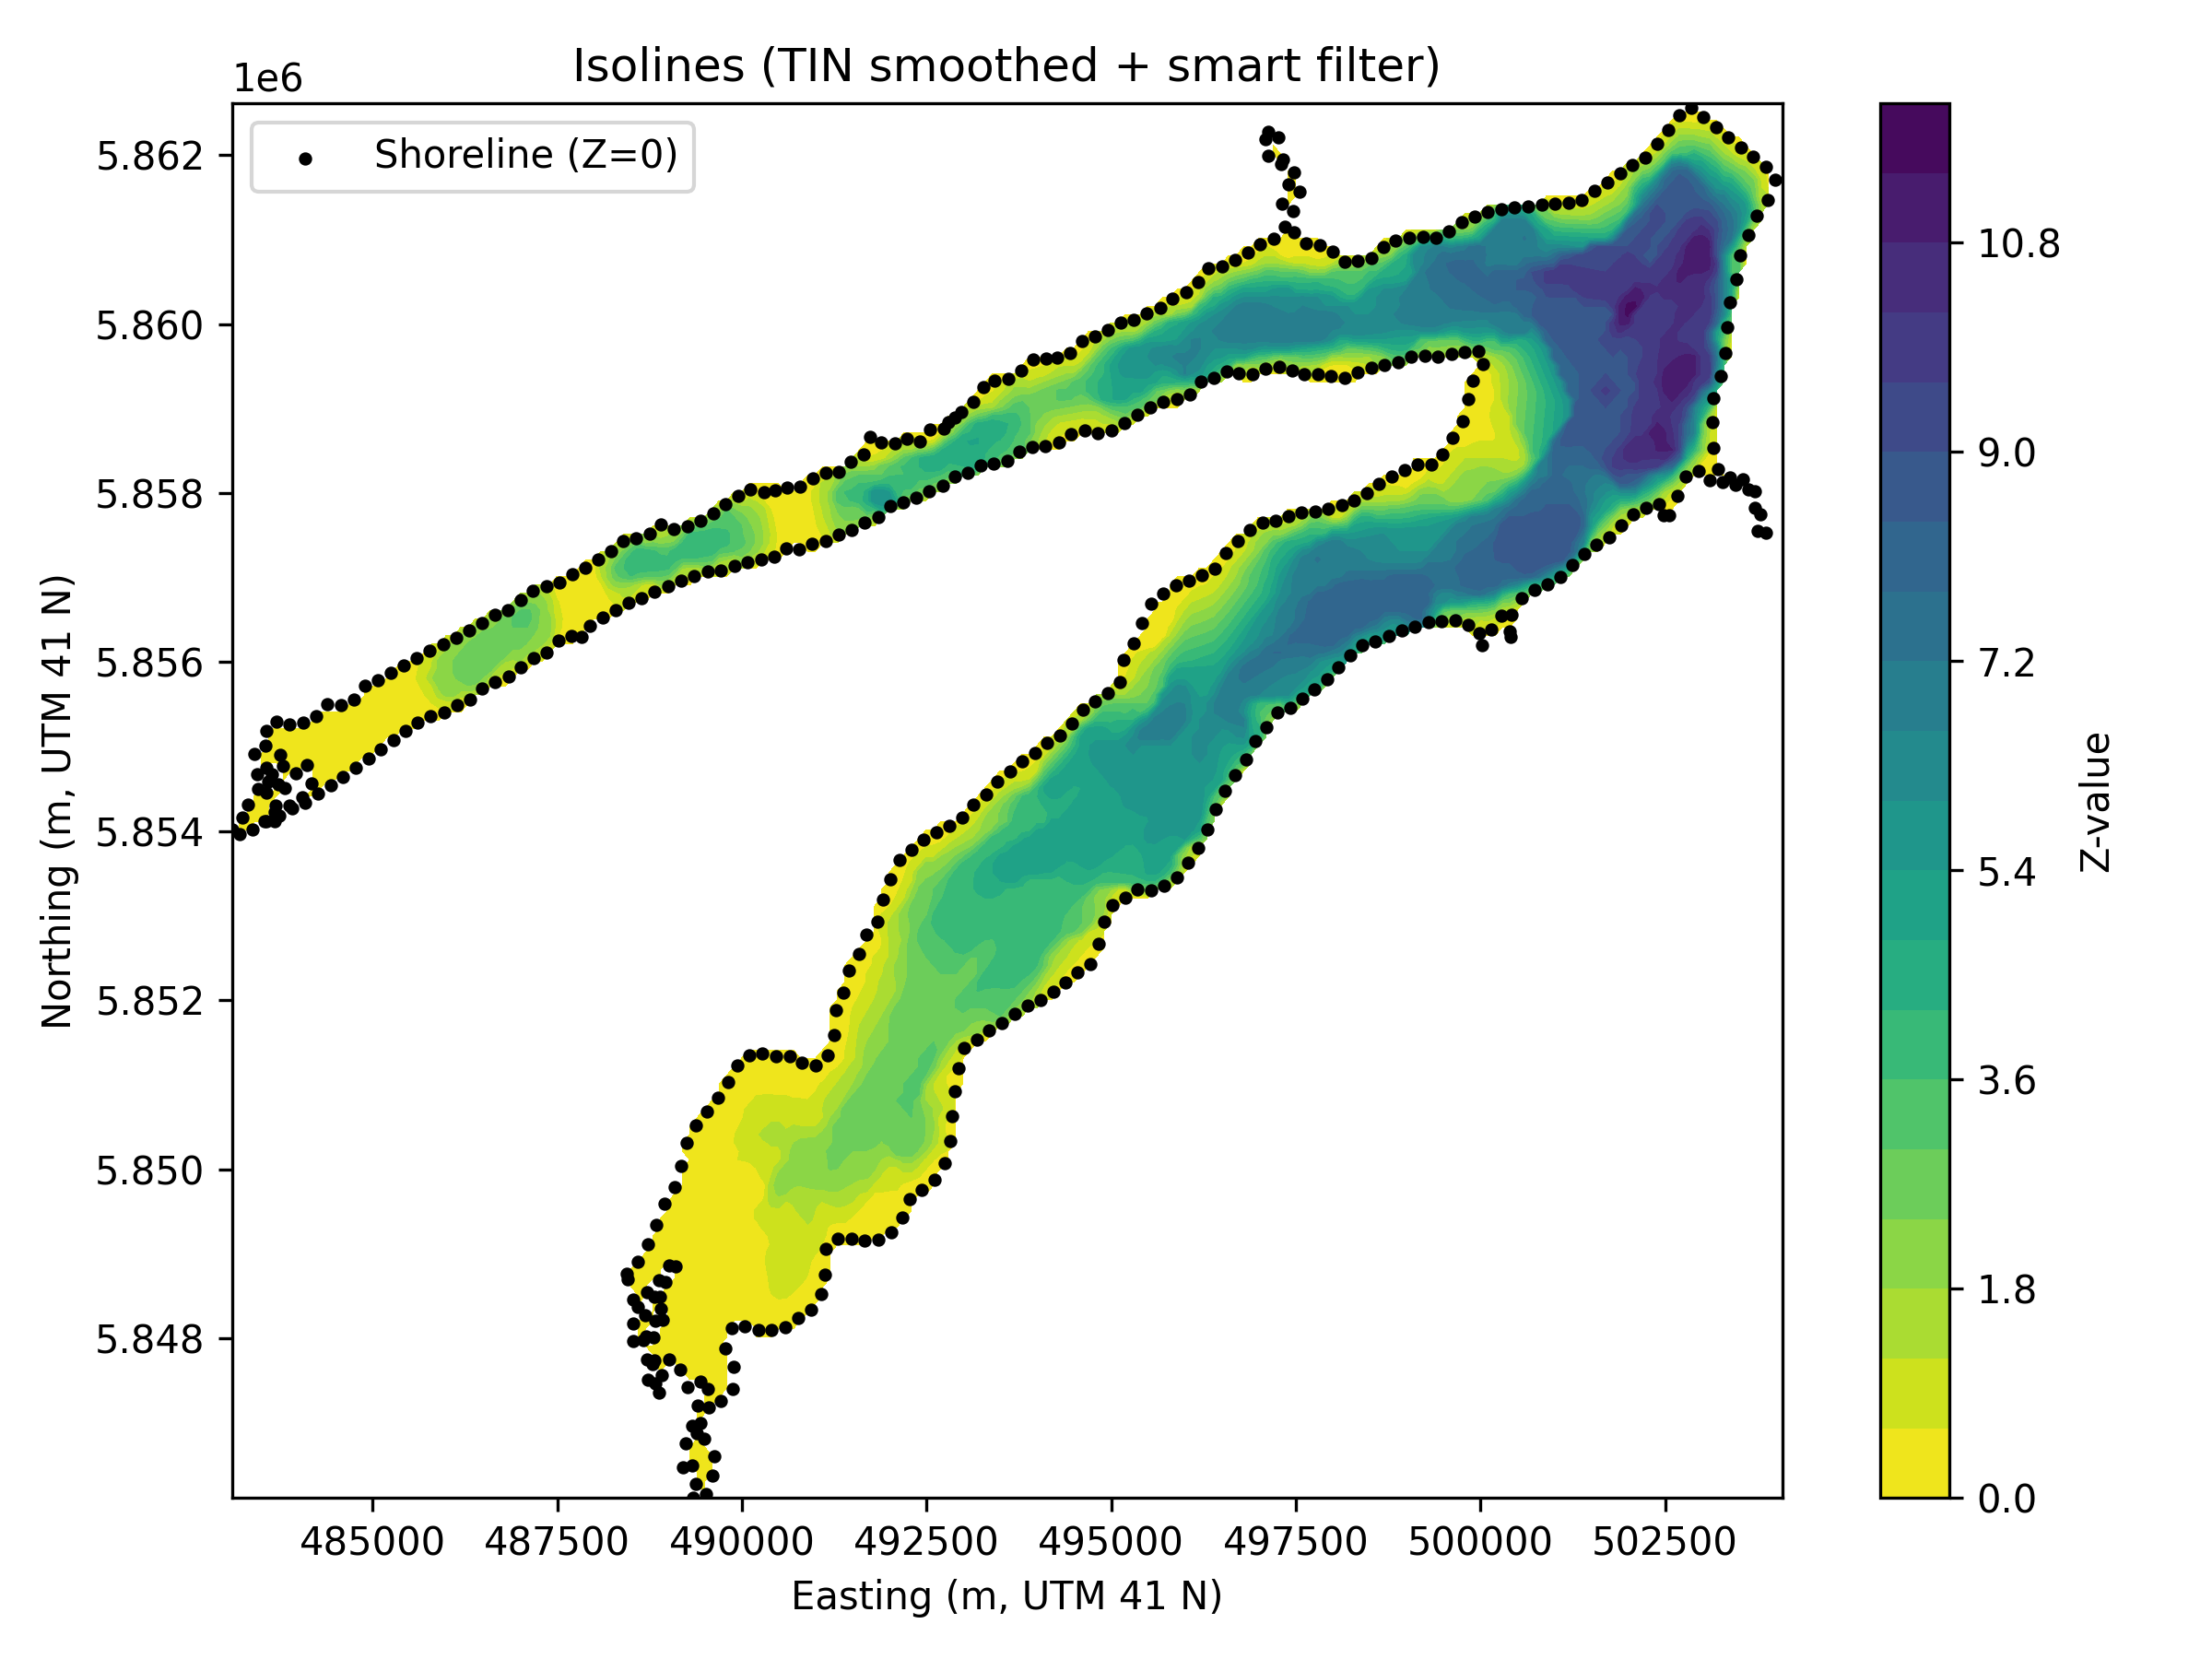 Isolines (TIN smoothed + smart filter)
1e6
Shoreline (Z=0)
5.862
5.860
5.858
5.856
5.854
5.852
5.850
5.848
Northing (m, UTM 41 N)
485000 487500 490000 492500 495000 497500 500000 502500
Easting (m, UTM 41 N)
10.8
9.0
7.2
5.4
3.6
1.8
0.0
Z-value